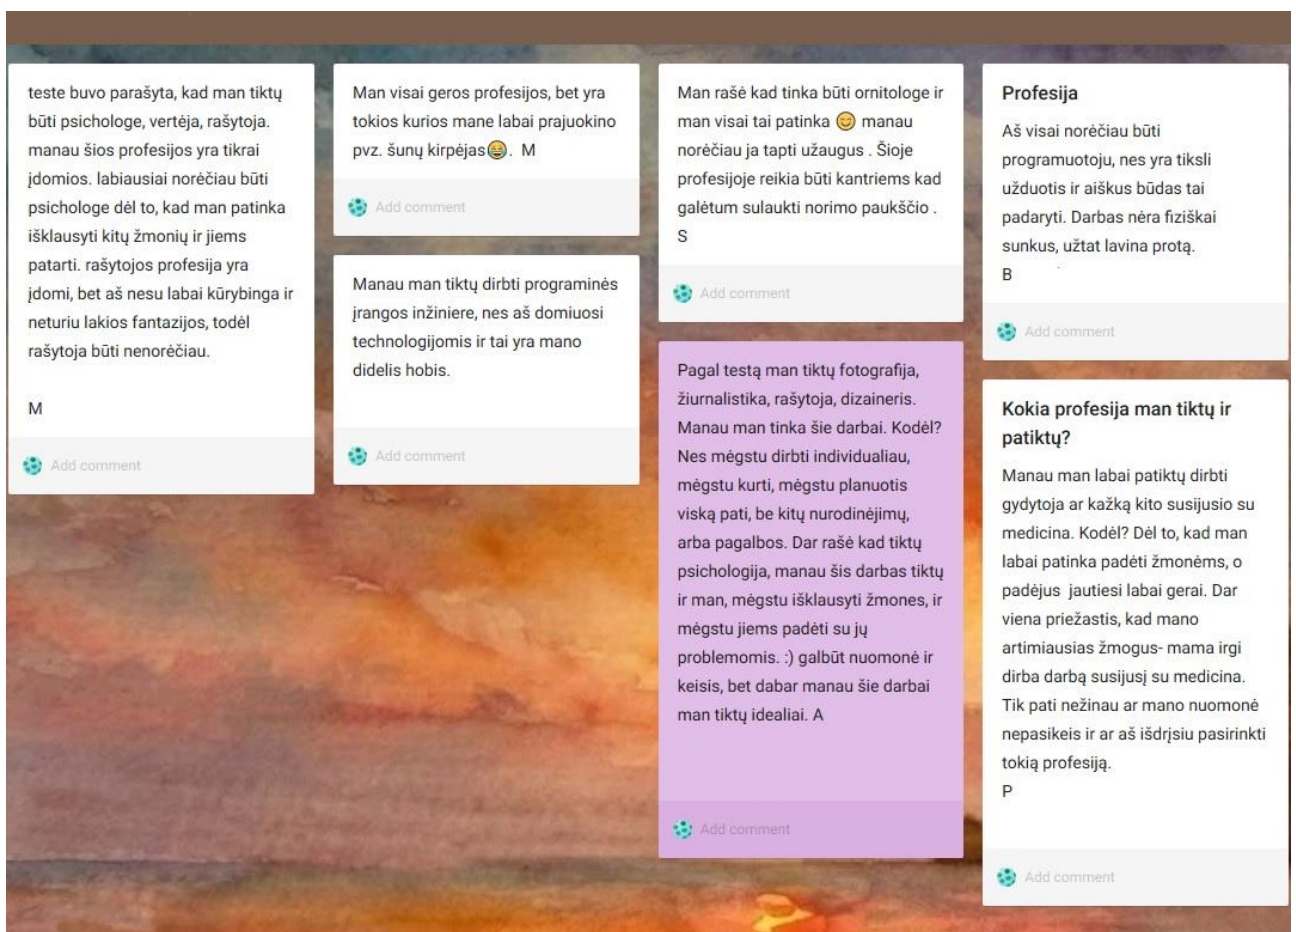 teste buvo parašyta, kad man tiktų
būti psichologe, vertėja, rašytoja.
manau šios profesijos yra tikrai
įdomios. labiausiai norėčiau būti
psichologe dėl to, kad man patinka
išklausyti kitų žmonių ir jiems
patarti. rašytojos profesija yra
įdomi, bet aš nesu labai kūrybinga ir
neturiu lakios fantazijos, todėl
rašytoja būti nenorėčiau.
M
Add comment
Man visai geros profesijos, bet yra
tokios kurios mane labai prajuokino
pvz. šunų kirpėjas😂. M
Add comment
Manau man tiktų dirbti programinės
įrangos inžiniere, nes aš domiuosi
technologijomis ir tai yra mano
didelis hobis.
Add comment
Man rašė kad tinka būti ornitologe ir
man visai tai patinka 😊 manau
norėčiau ja tapti užaugus . Šioje
profesijoje reikia būti kantriems kad
galėtum sulaukti norimo paukščio .
S
Add comment
Pagal testą man tiktų fotografija,
žiurnalistika, rašytoja, dizaineris.
Manau man tinka šie darbai. Kodėl?
Nes mėgstu dirbti individualiau,
mėgstu kurti, mėgstu planuotis
viską pati, be kitų nurodinėjimų,
arba pagalbos. Dar rašė kad tiktų
psichologija, manau šis darbas tiktų
ir man, mėgstu išklausyti žmones, ir
mėgstu jiems padėti su jų
problemomis. :) galbūt nuomonė ir
keisis, bet dabar manau šie darbai
man tiktų idealiai. A
Add comment
Profesija
Aš visai norėčiau būti
programuotoju, nes yra tiksli
užduotis ir aiškus būdas tai
padaryti. Darbas nėra fiziškai
sunkus, užtat lavina protą.
B
Add comment
Kokia profesija man tiktų ir
patiktų?
Manau man labai patiktų dirbti
gydytoja ar kažką kito susijusio su
medicina. Kodėl? Dėl to, kad man
labai patinka padėti žmonėms, o
padėjus jautiesi labai gerai. Dar
viena priežastis, kad mano
artimiausias žmogus- mama irgi
dirba darbą susijusį su medicina.
Tik pati nežinau ar mano nuomonė
nepasikeis ir ar aš išdrįsiu pasirinkti
tokią profesiją.
P
Add comment